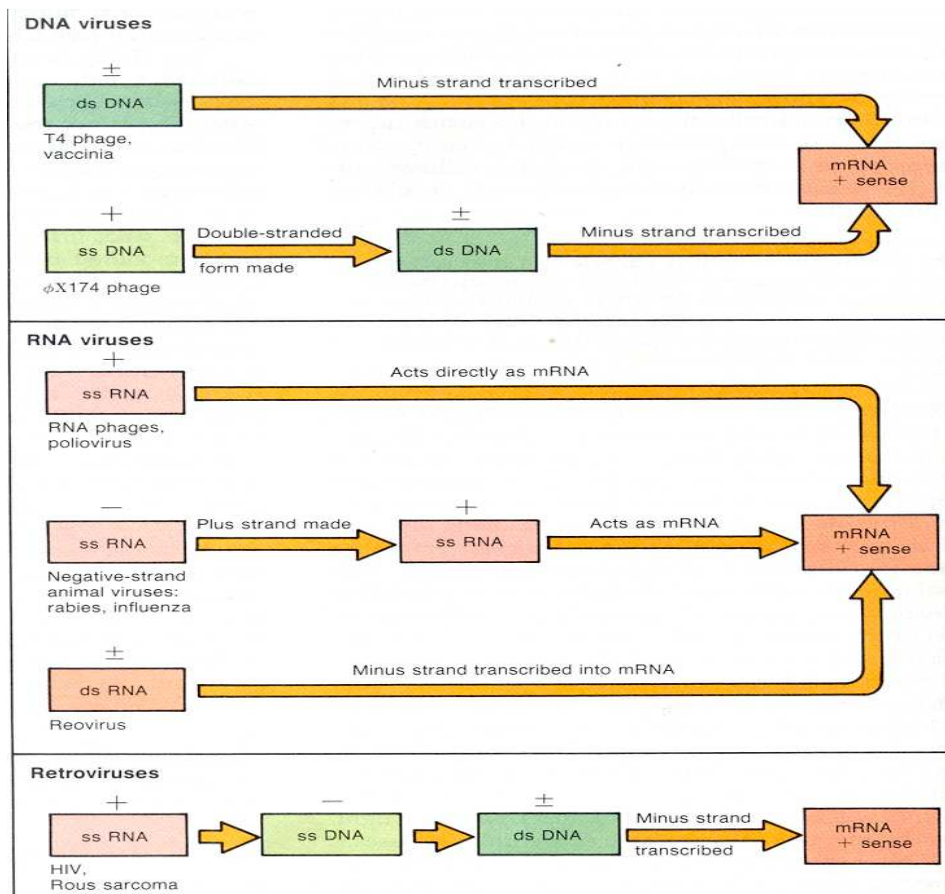 DNA viruses
±
Minus strand transcribed
ds DNA
T4 phage,
vaccinia
mRNA
+ sense
+
ss DNA
φX174 phage
Double-stranded
form made
±
ds DNA
Minus strand transcribed
RNA viruses
+
ss RNA
RNA phages,
poliovirus
Acts directly as mRNA
−
ss RNA
Negative-strand
animal viruses:
rabies, influenza
Plus strand made
+
ss RNA
Acts as mRNA
mRNA
+ sense
±
ds RNA
Reovirus
Minus strand transcribed into mRNA
Retroviruses
+
ss RNA
HIV,
Rous sarcoma
−
ss DNA
±
ds DNA
Minus strand
transcribed
mRNA
+ sense